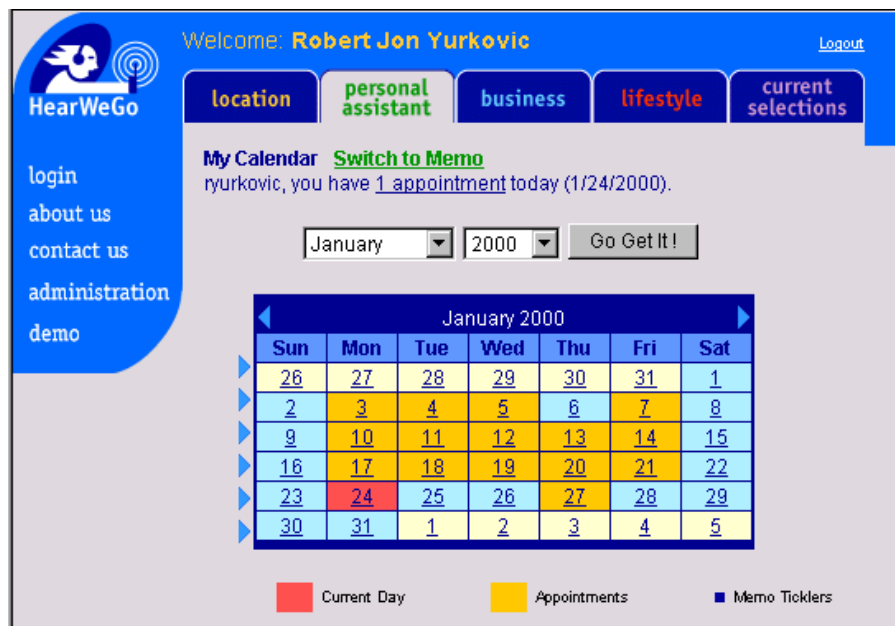 Welcome: Robert Jon Yurkovic
Logout
HearWeGo
location
personal assistant
business
lifestyle
current selections
login
about us
contact us
administration
demo
My Calendar Switch to Memo
ryurkovic, you have 1 appointment today (1/24/2000).
January 2000 Go Get It !
January 2000
Sun Mon Tue Wed Thu Fri Sat
26 27 28 29 30 31 1
2 3 4 5 6 7 8
9 10 11 12 13 14 15
16 17 18 19 20 21 22
23 24 25 26 27 28 29
30 31 1 2 3 4 5
Current Day Appointments Memo Ticklers